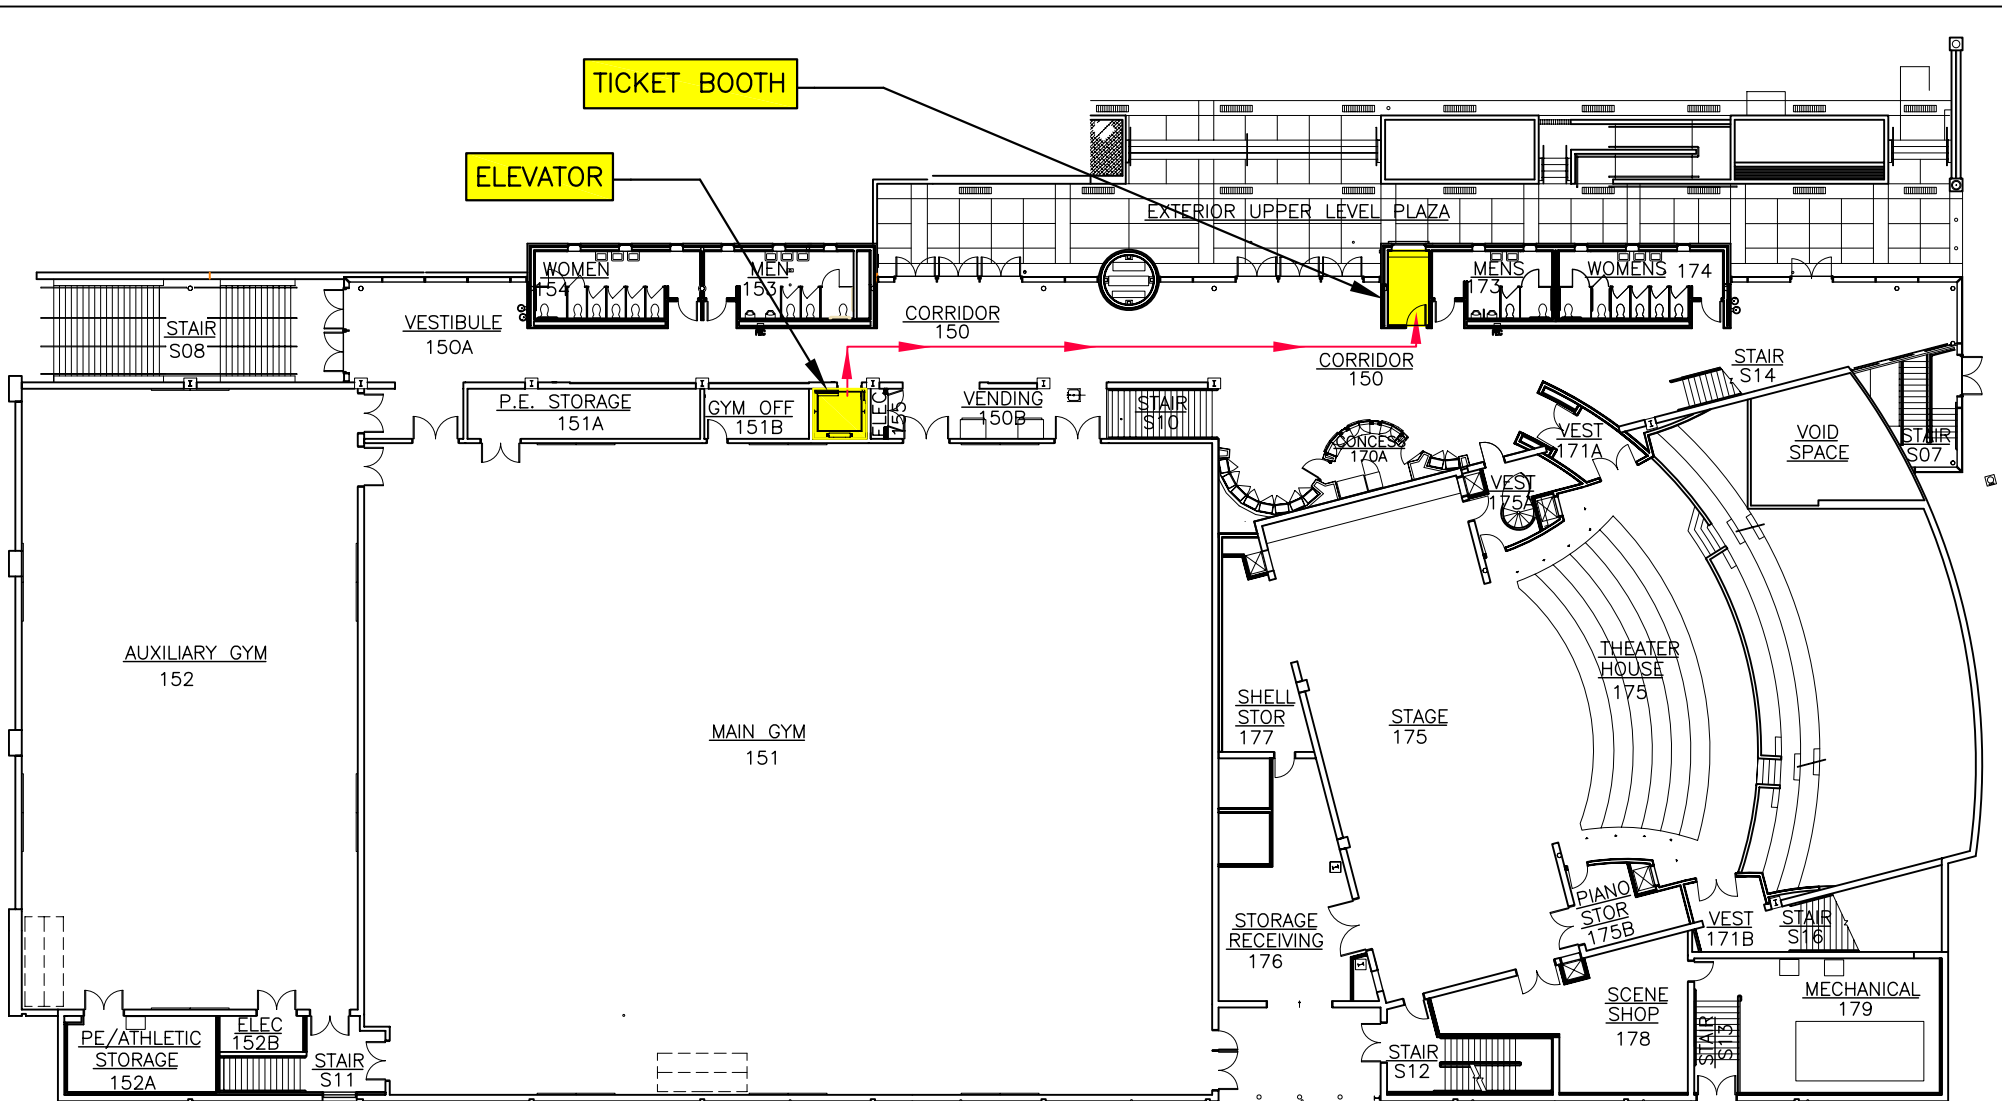 TICKET BOOTH
ELEVATOR
EXTERIOR UPPER LEVEL PLAZA
WOMEN
154
MEN
153
MENS
173
WOMENS 174
STAIR
S08
VESTIBULE
150A
CORRIDOR
150
CORRIDOR
150
STAIR
S14
P.E. STORAGE
151A
GYM OFF
151B
ELEC
155
VENDING
150B
STAIR
S10
CONCESS
170A
VEST
171A
VEST
175A
VOID
SPACE
STAIR
S07
AUXILIARY GYM
152
MAIN GYM
151
SHELL
STOR
177
STAGE
175
THEATER
HOUSE
175
STORAGE
RECEIVING
176
PIANO
STOR
175B
VEST
171B
STAIR
S16
PE/ATHLETIC
STORAGE
152A
ELEC
152B
STAIR
S11
STAIR
S12
SCENE
SHOP
178
STAIR
S13
MECHANICAL
179